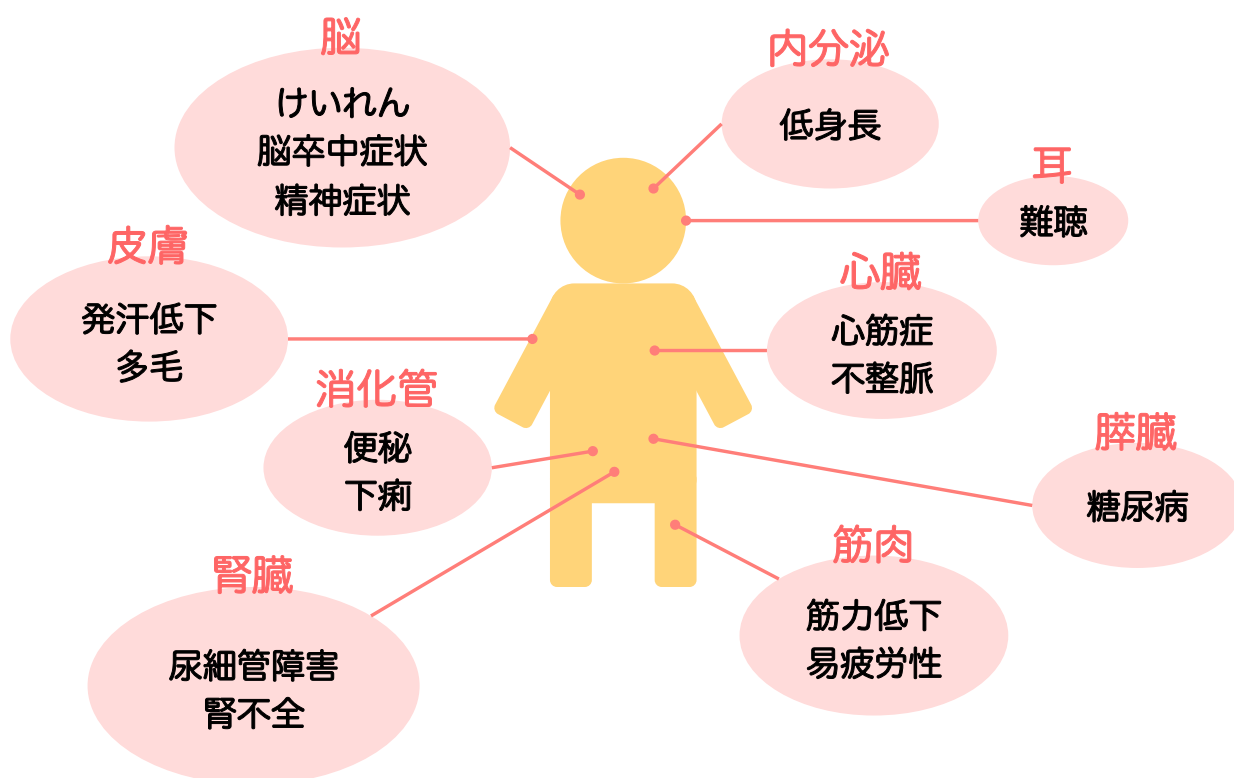 脳
けいれん
脳卒中症状
精神症状
内分泌
低身長
耳
難聴
皮膚
発汗低下
多毛
心臓
心筋症
不整脈
消化管
便秘
下痢
膵臓
糖尿病
腎臓
尿細管障害
腎不全
筋肉
筋力低下
易疲労性